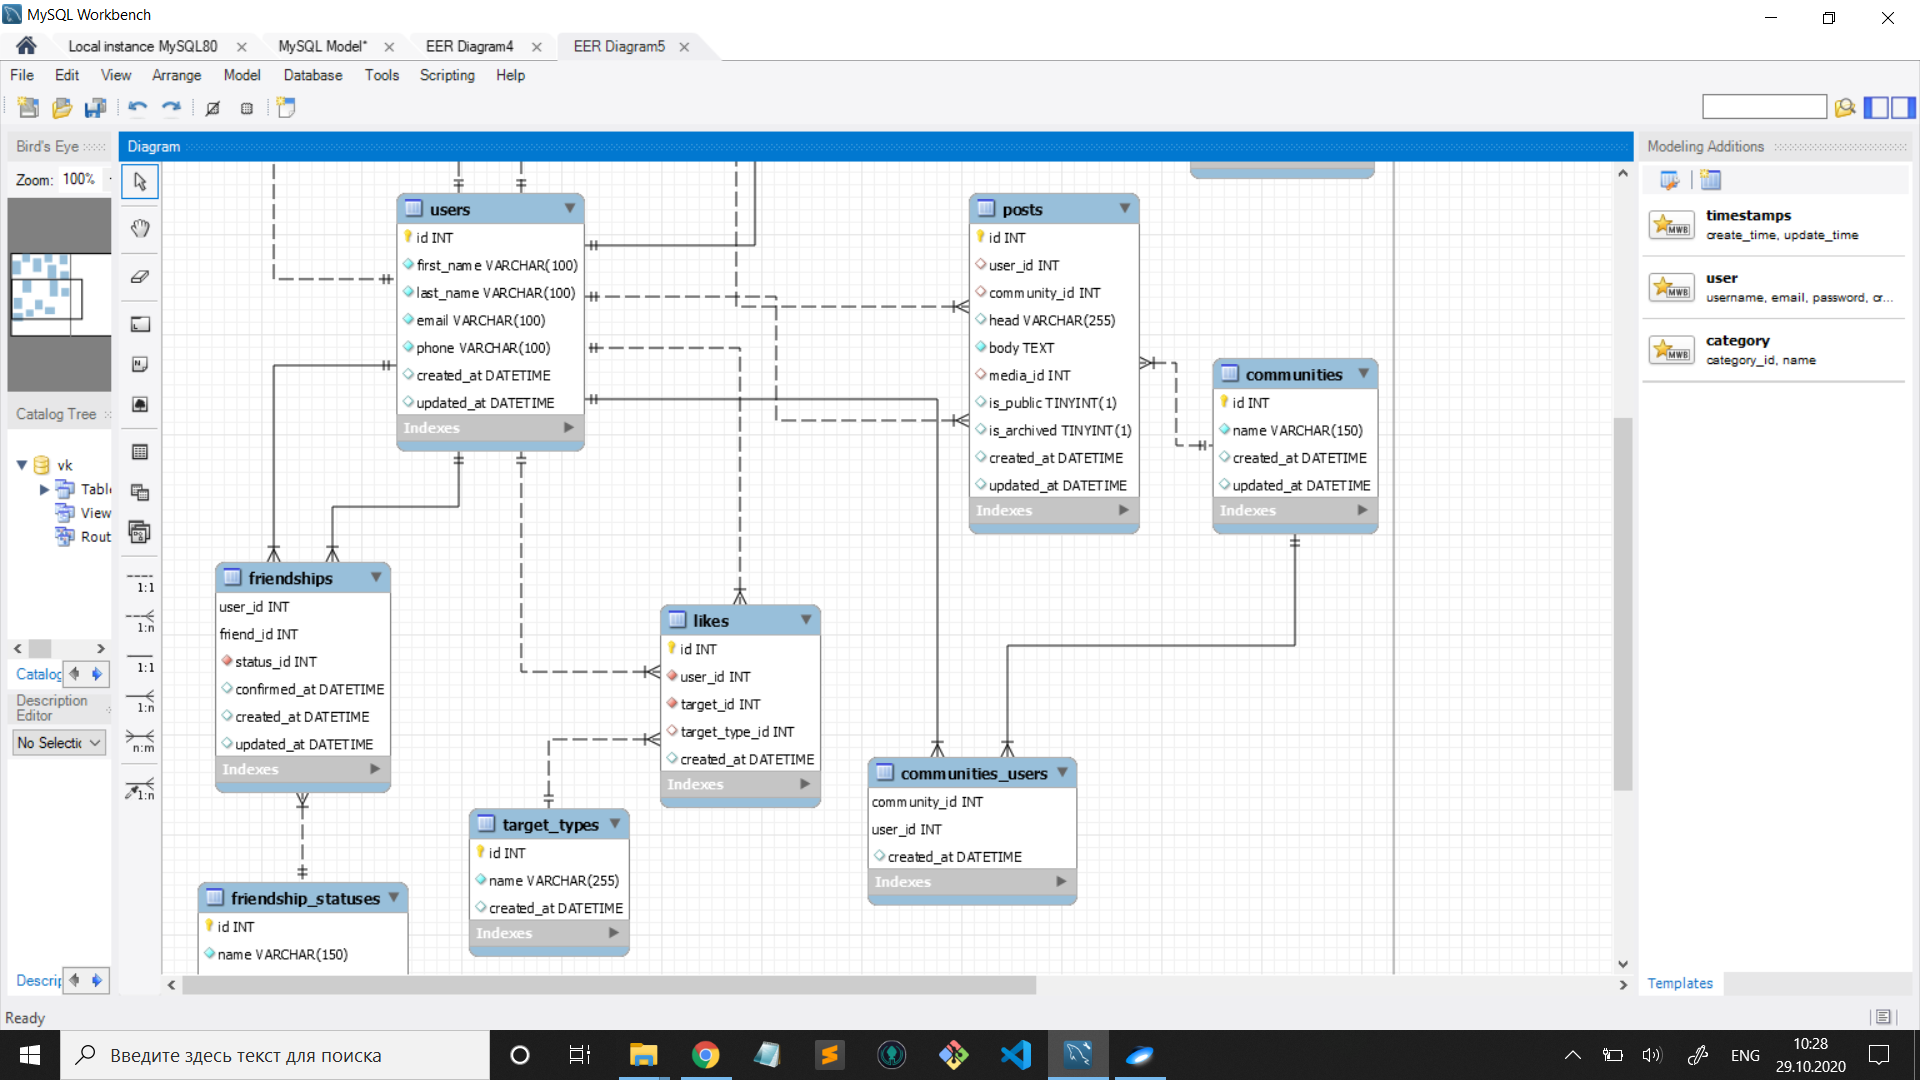 MySQL Workbench
Local instance MySQL80
MySQL Model*
EER Diagram4
EER Diagram5
File Edit View Arrange Model Database Tools Scripting Help
Bird's Eye
Zoom: 100%
Catalog Tree
vk
Tabl
View
Rout
Catalog
Description
Editor
No Selectic
Descrip
Diagram
1:1
1:n
1:1
1:n
n:m
1:n
users
id INT
first_name VARCHAR(100)
last_name VARCHAR(100)
email VARCHAR(100)
phone VARCHAR(100)
created_at DATETIME
updated_at DATETIME
Indexes
posts
id INT
user_id INT
community_id INT
head VARCHAR(255)
body TEXT
media_id INT
is_public TINYINT(1)
is_archived TINYINT(1)
created_at DATETIME
updated_at DATETIME
Indexes
communities
id INT
name VARCHAR(150)
created_at DATETIME
updated_at DATETIME
Indexes
friendships
user_id INT
friend_id INT
status_id INT
confirmed_at DATETIME
created_at DATETIME
updated_at DATETIME
Indexes
likes
id INT
user_id INT
target_id INT
target_type_id INT
created_at DATETIME
Indexes
communities_users
community_id INT
user_id INT
created_at DATETIME
Indexes
target_types
id INT
name VARCHAR(255)
created_at DATETIME
Indexes
friendship_statuses
id INT
name VARCHAR(150)
Modeling Additions
MWB
timestamps
create_time, update_time
MWB
user
username, email, password, cr...
MWB
category
category_id, name
Templates
Ready
Введите здесь текст для поиска
ENG
10:28
29.10.2020